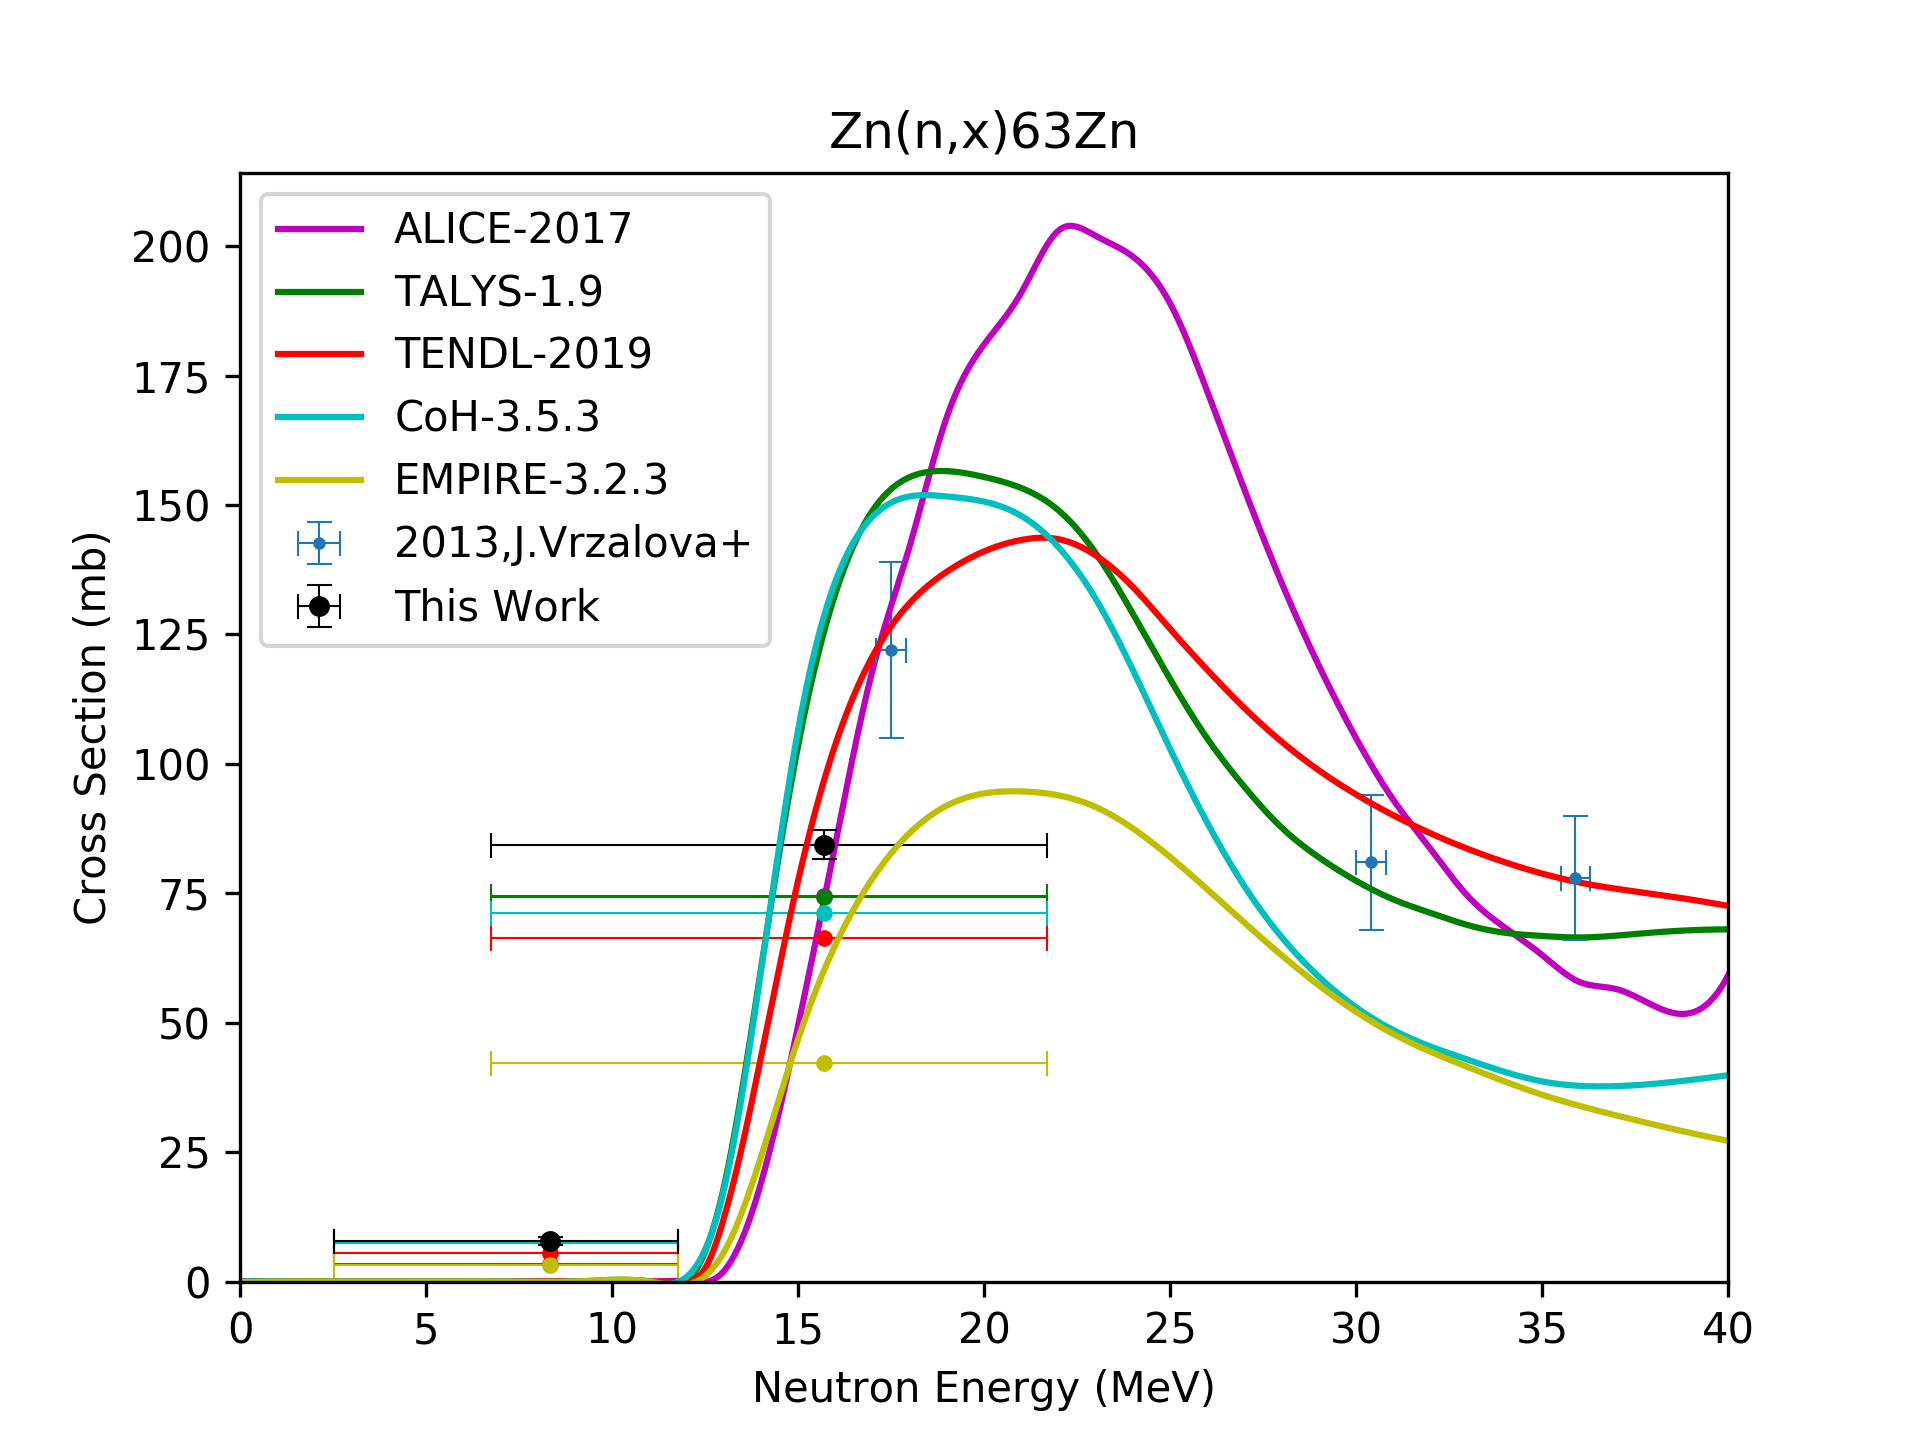 Zn(n,x)63Zn
ALICE-2017
TALYS-1.9
TENDL-2019
CoH-3.5.3
EMPIRE-3.2.3
2013,J.Vrzalova+
This Work
Cross Section (mb)
200
175
150
125
100
75
50
25
0
0 5 10 15 20 25 30 35 40
Neutron Energy (MeV)